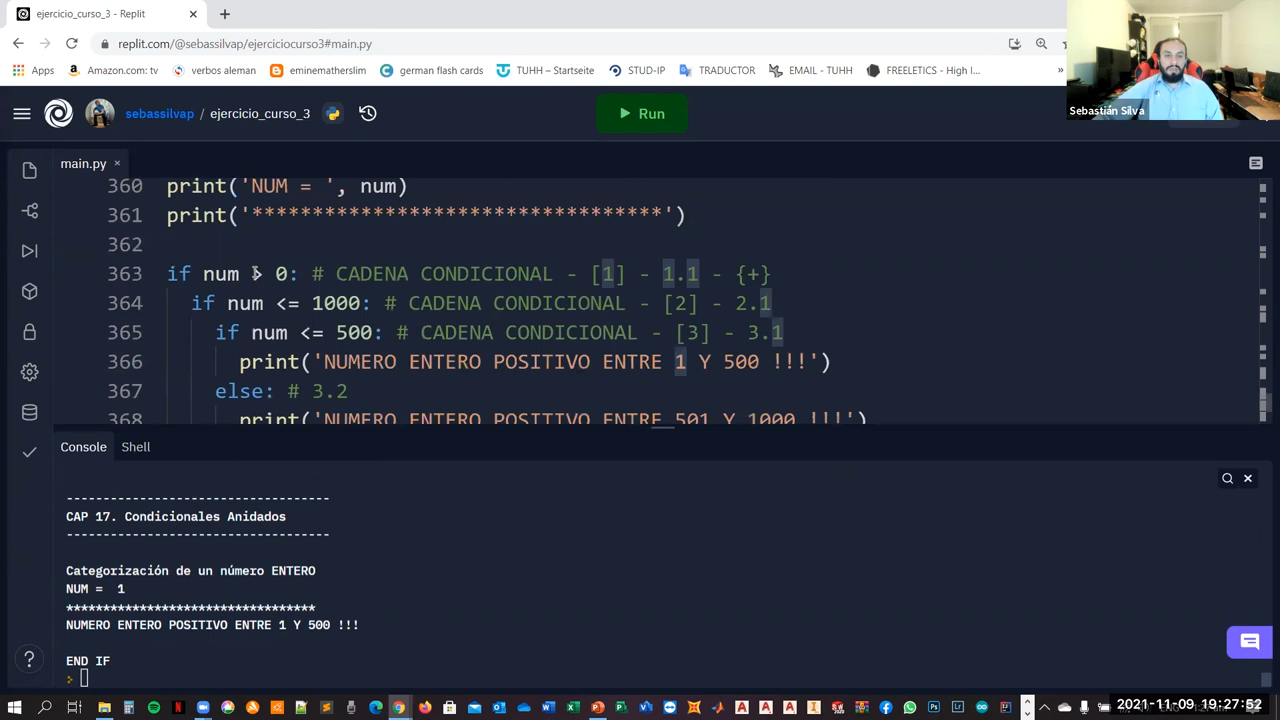 ejercicio_curso_3 - Replit
replit.com/@sebassilvap/ejerciciocurso3#main.py
Apps Amazon.com: tv verbos aleman eminematherslim german flash cards TUHH – Startseite STUD-IP TRADUCTOR EMAIL - TUHH FREELETICS - High I... »
Sebastián Silva
sebassilvap / ejercicio_curso_3 Run
main.py
360 print('NUM = ', num)
361 print('**********************************')
362
363 if num > 0: # CADENA CONDICIONAL - [1] - 1.1 - {+}
364 if num <= 1000: # CADENA CONDICIONAL - [2] - 2.1
365 if num <= 500: # CADENA CONDICIONAL - [3] - 3.1
366 print('NUMERO ENTERO POSITIVO ENTRE 1 Y 500 !!!')
367 else: # 3.2
368 print('NUMERO ENTERO POSITIVO ENTRE 501 Y 1000 !!!')
Console Shell
------------------------------------
CAP 17. Condicionales Anidados
------------------------------------
Categorización de un número ENTERO
NUM = 1
**********************************
NUMERO ENTERO POSITIVO ENTRE 1 Y 500 !!!
END IF
2021-11-09 19:27:52